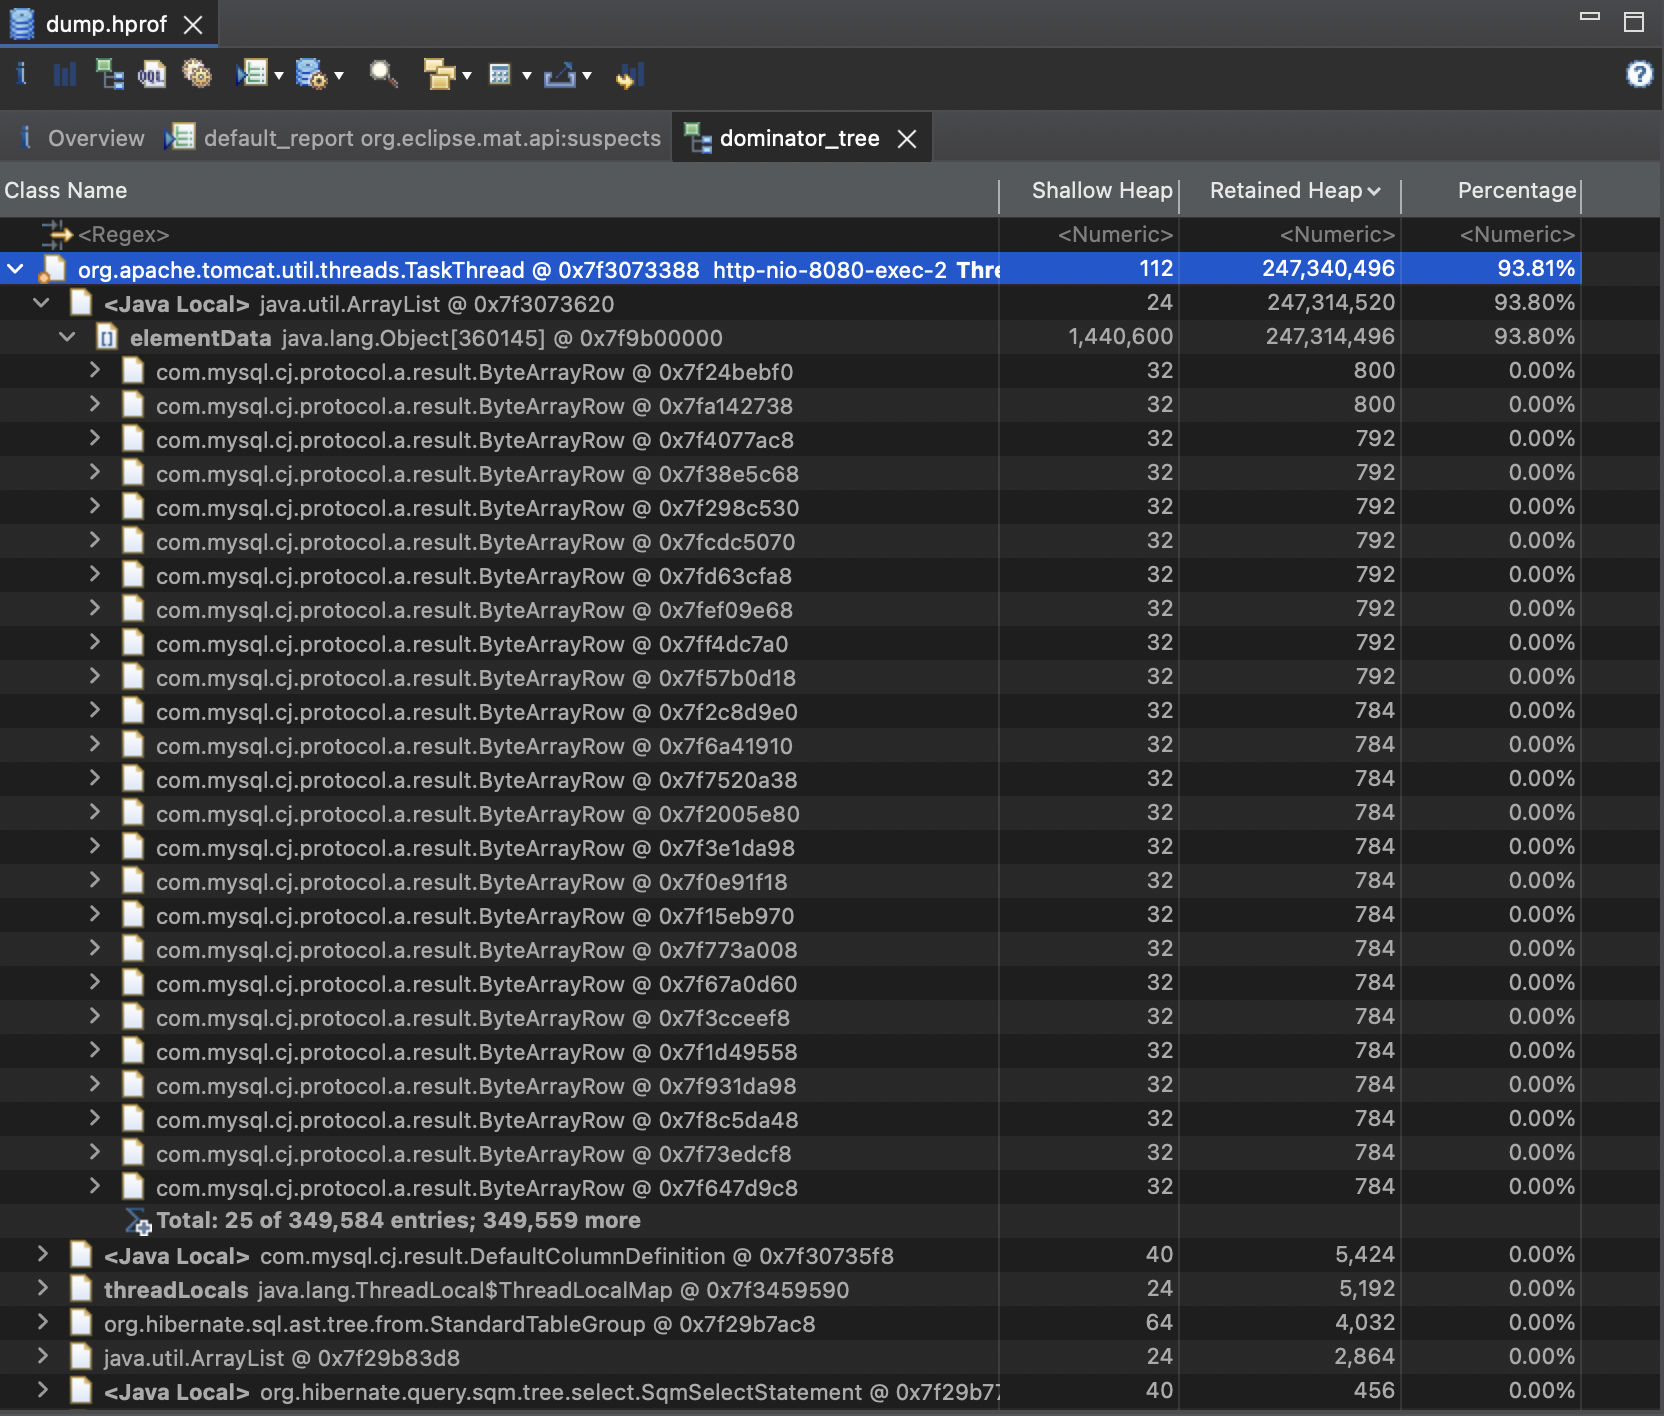 dump.hprof
Overview default_report org.eclipse.mat.api:suspects dominator_tree
Class Name Shallow Heap Retained Heap Percentage
<Regex> <Numeric> <Numeric> <Numeric>
org.apache.tomcat.util.threads.TaskThread @ 0x7f3073388 http-nio-8080-exec-2 Thre 112 247,340,496 93.81%
<Java Local> java.util.ArrayList @ 0x7f3073620 24 247,314,520 93.80%
elementData java.lang.Object[360145] @ 0x7f9b00000 1,440,600 247,314,496 93.80%
com.mysql.cj.protocol.a.result.ByteArrayRow @ 0x7f24bebf0 32 800 0.00%
com.mysql.cj.protocol.a.result.ByteArrayRow @ 0x7fa142738 32 800 0.00%
com.mysql.cj.protocol.a.result.ByteArrayRow @ 0x7f4077ac8 32 792 0.00%
com.mysql.cj.protocol.a.result.ByteArrayRow @ 0x7f38e5c68 32 792 0.00%
com.mysql.cj.protocol.a.result.ByteArrayRow @ 0x7f298c530 32 792 0.00%
com.mysql.cj.protocol.a.result.ByteArrayRow @ 0x7fcdc5070 32 792 0.00%
com.mysql.cj.protocol.a.result.ByteArrayRow @ 0x7fd63cfa8 32 792 0.00%
com.mysql.cj.protocol.a.result.ByteArrayRow @ 0x7fef09e68 32 792 0.00%
com.mysql.cj.protocol.a.result.ByteArrayRow @ 0x7ff4dc7a0 32 792 0.00%
com.mysql.cj.protocol.a.result.ByteArrayRow @ 0x7f57b0d18 32 792 0.00%
com.mysql.cj.protocol.a.result.ByteArrayRow @ 0x7f2c8d9e0 32 784 0.00%
com.mysql.cj.protocol.a.result.ByteArrayRow @ 0x7f6a41910 32 784 0.00%
com.mysql.cj.protocol.a.result.ByteArrayRow @ 0x7f7520a38 32 784 0.00%
com.mysql.cj.protocol.a.result.ByteArrayRow @ 0x7f2005e80 32 784 0.00%
com.mysql.cj.protocol.a.result.ByteArrayRow @ 0x7f3e1da98 32 784 0.00%
com.mysql.cj.protocol.a.result.ByteArrayRow @ 0x7f0e91f18 32 784 0.00%
com.mysql.cj.protocol.a.result.ByteArrayRow @ 0x7f15eb970 32 784 0.00%
com.mysql.cj.protocol.a.result.ByteArrayRow @ 0x7f773a008 32 784 0.00%
com.mysql.cj.protocol.a.result.ByteArrayRow @ 0x7f67a0d60 32 784 0.00%
com.mysql.cj.protocol.a.result.ByteArrayRow @ 0x7f3cceef8 32 784 0.00%
com.mysql.cj.protocol.a.result.ByteArrayRow @ 0x7f1d49558 32 784 0.00%
com.mysql.cj.protocol.a.result.ByteArrayRow @ 0x7f931da98 32 784 0.00%
com.mysql.cj.protocol.a.result.ByteArrayRow @ 0x7f8c5da48 32 784 0.00%
com.mysql.cj.protocol.a.result.ByteArrayRow @ 0x7f73edcf8 32 784 0.00%
com.mysql.cj.protocol.a.result.ByteArrayRow @ 0x7f647d9c8 32 784 0.00%
Total: 25 of 349,584 entries; 349,559 more
<Java Local> com.mysql.cj.result.DefaultColumnDefinition @ 0x7f30735f8 40 5,424 0.00%
threadLocals java.lang.ThreadLocal$ThreadLocalMap @ 0x7f3459590 24 5,192 0.00%
org.hibernate.sql.ast.tree.from.StandardTableGroup @ 0x7f29b7ac8 64 4,032 0.00%
java.util.ArrayList @ 0x7f29b83d8 24 2,864 0.00%
<Java Local> org.hibernate.query.sqm.tree.select.SqmSelectStatement @ 0x7f29b77 40 456 0.00%